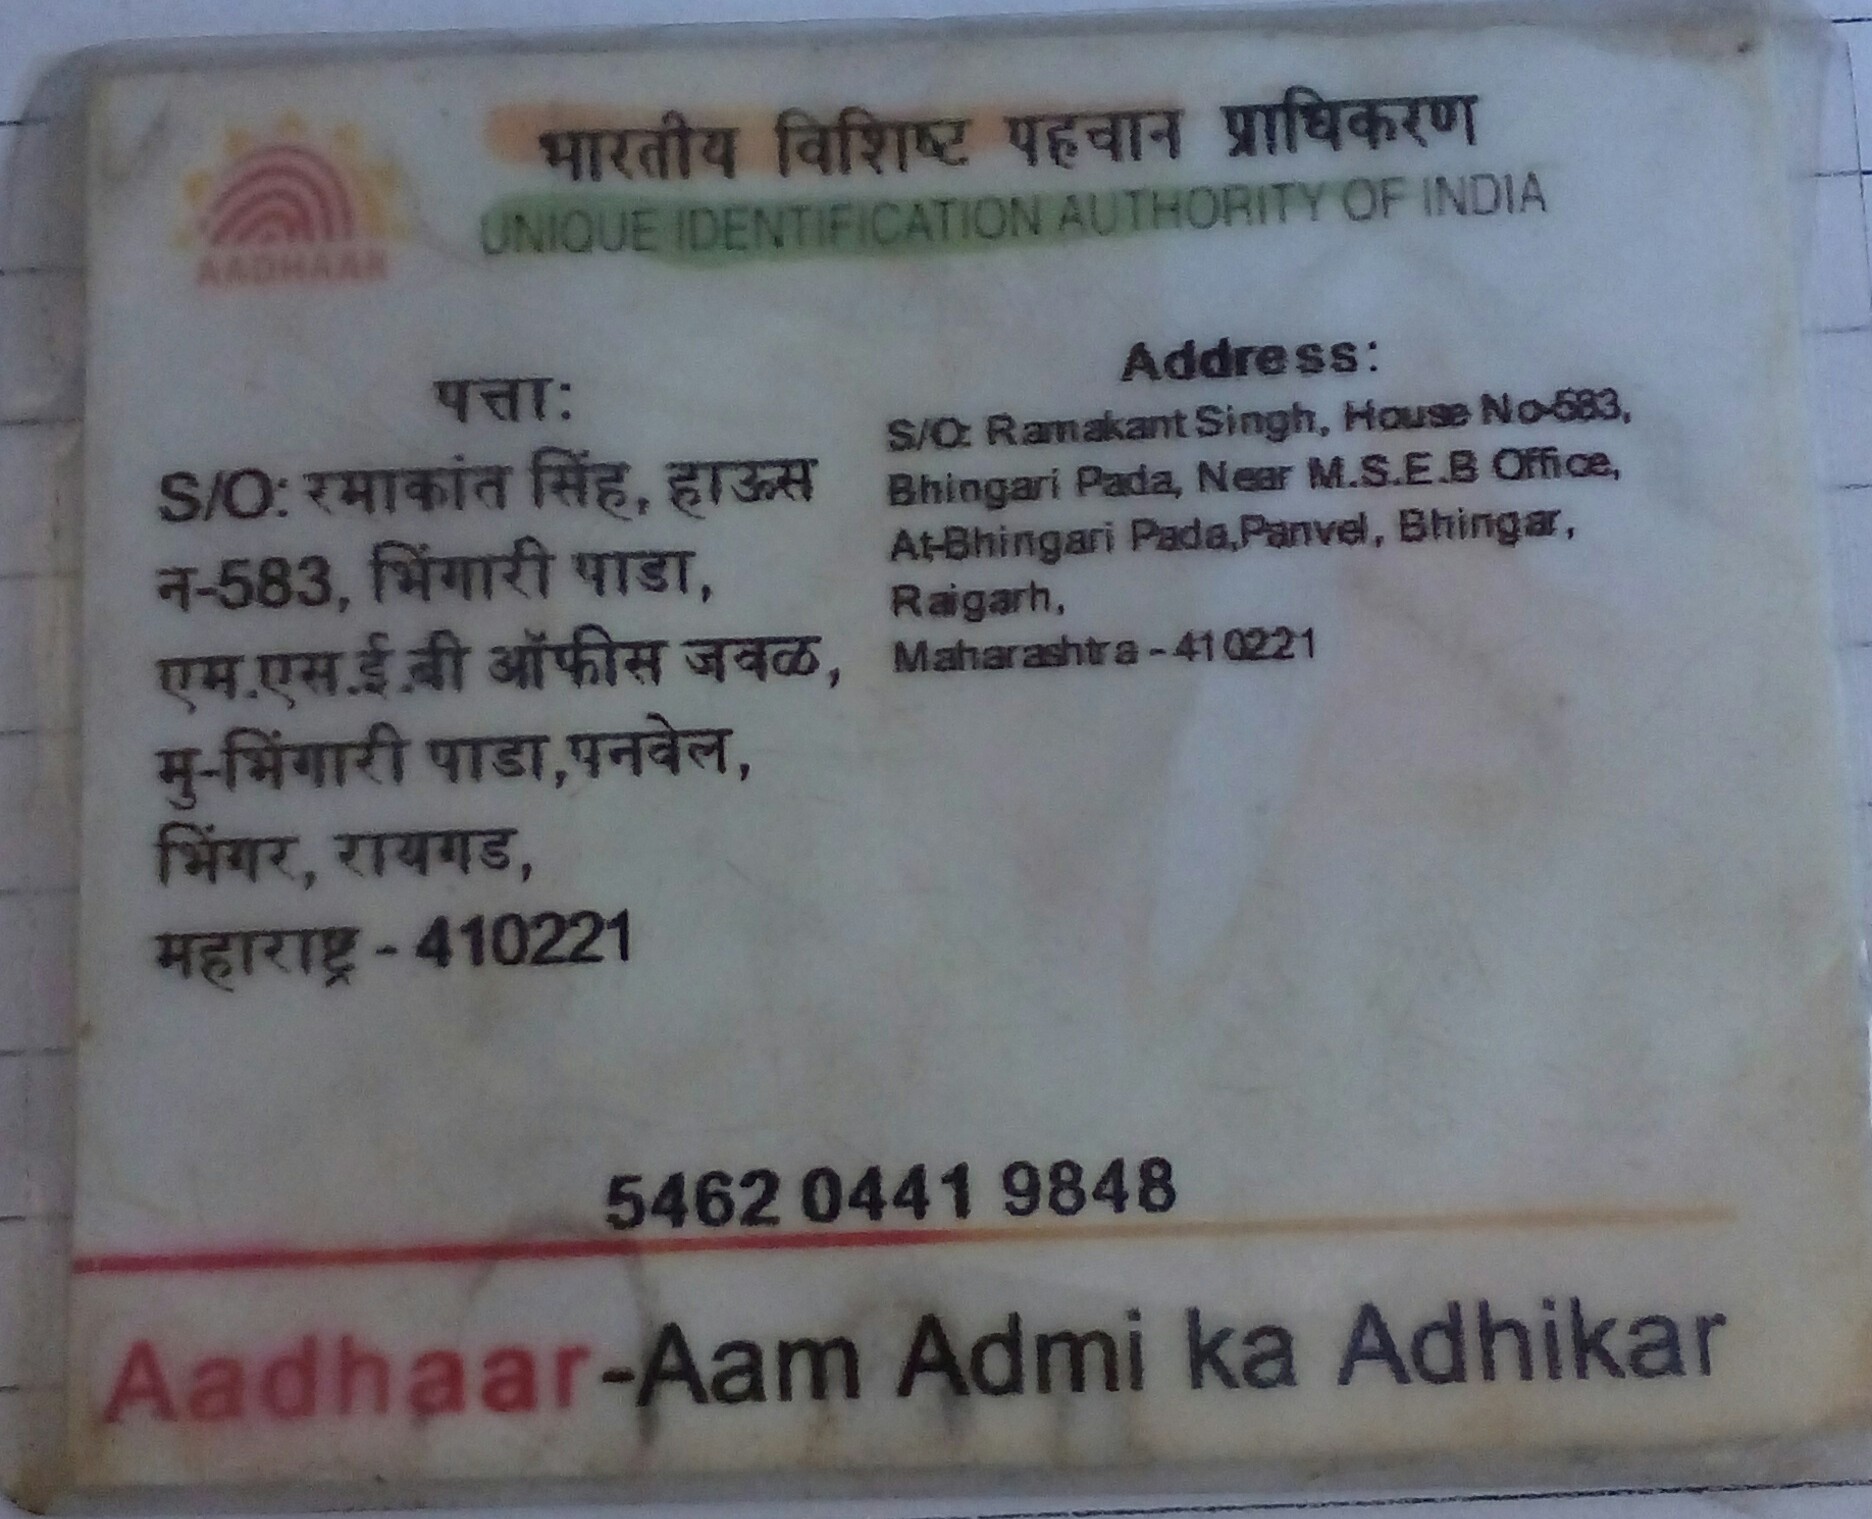 भारतीय विशिष्ट पहचान प्राधिकरण
UNIQUE IDENTIFICATION AUTHORITY OF INDIA
AADHAAR
पत्ता:
S/O: रमाकांत सिंह, हाऊस
न-583, भिंगारी पाडा,
एम.एस.ई.बी ऑफीस जवळ,
मु-भिंगारी पाडा,पनवेल,
भिंगर, रायगड,
महाराष्ट्र - 410221
Address:
S/O: Ramakant Singh, House No-583,
Bhingari Pada, Near M.S.E.B Office,
At-Bhingari Pada,Panvel, Bhingar,
Raigarh,
Maharashtra - 410221
5462 0441 9848
Aadhaar-Aam Admi ka Adhikar